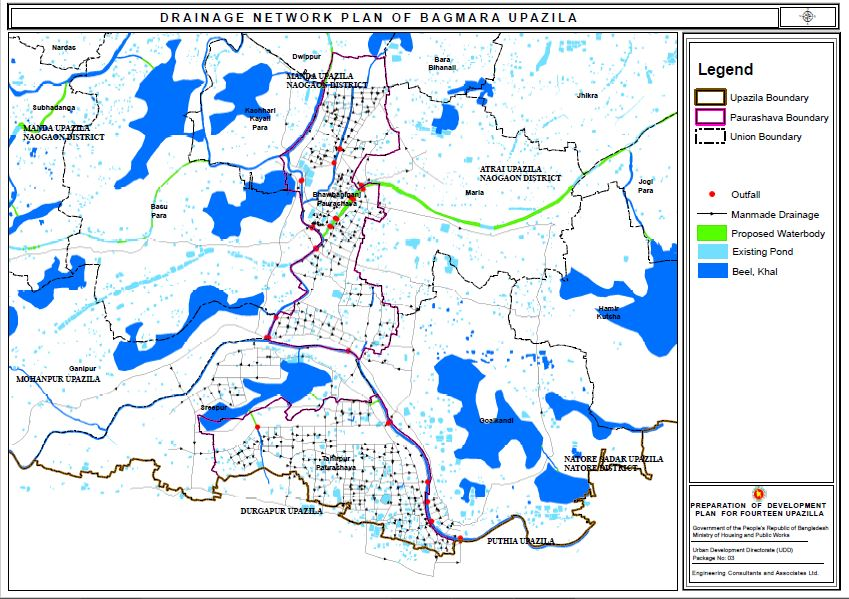 DRAINAGE NETWORK PLAN OF BAGMARA UPAZILA
Nardas
Dwippur
Bara
Bihanali
MANDA UPAZILA
NAOGAON DISTRICT
Jhikra
Subhadanga
Kachhari
Kayali
Para
MANDA UPAZILA
NAOGAON DISTRICT
ATRAI UPAZILA
NAOGAON DISTRICT
Jogi
Para
Maria
Bhawbaniganj
Paurashava
Basu
Para
Hamir
Kutcha
Ganipur
MOHANPUR UPAZILA
Sreepur
Goalkandi
Tahirpur
Paurashava
NATORE SADAR UPAZILA
NATORE DISTRICT
DURGAPUR UPAZILA
PUTHIA UPAZILA
Legend
Upazila Boundary
Paurashava Boundary
Union Boundary
Outfall
Manmade Drainage
Proposed Waterbody
Existing Pond
Beel, Khal
PREPARATION OF DEVELOPMENT
PLAN FOR FOURTEEN UPAZILLA
Government of the People's Republic of Bangladesh
Ministry of Housing and Public Works
Urban Development Directorate (UDD)
Package No: 03
Engineering Consultants and Associates Ltd.